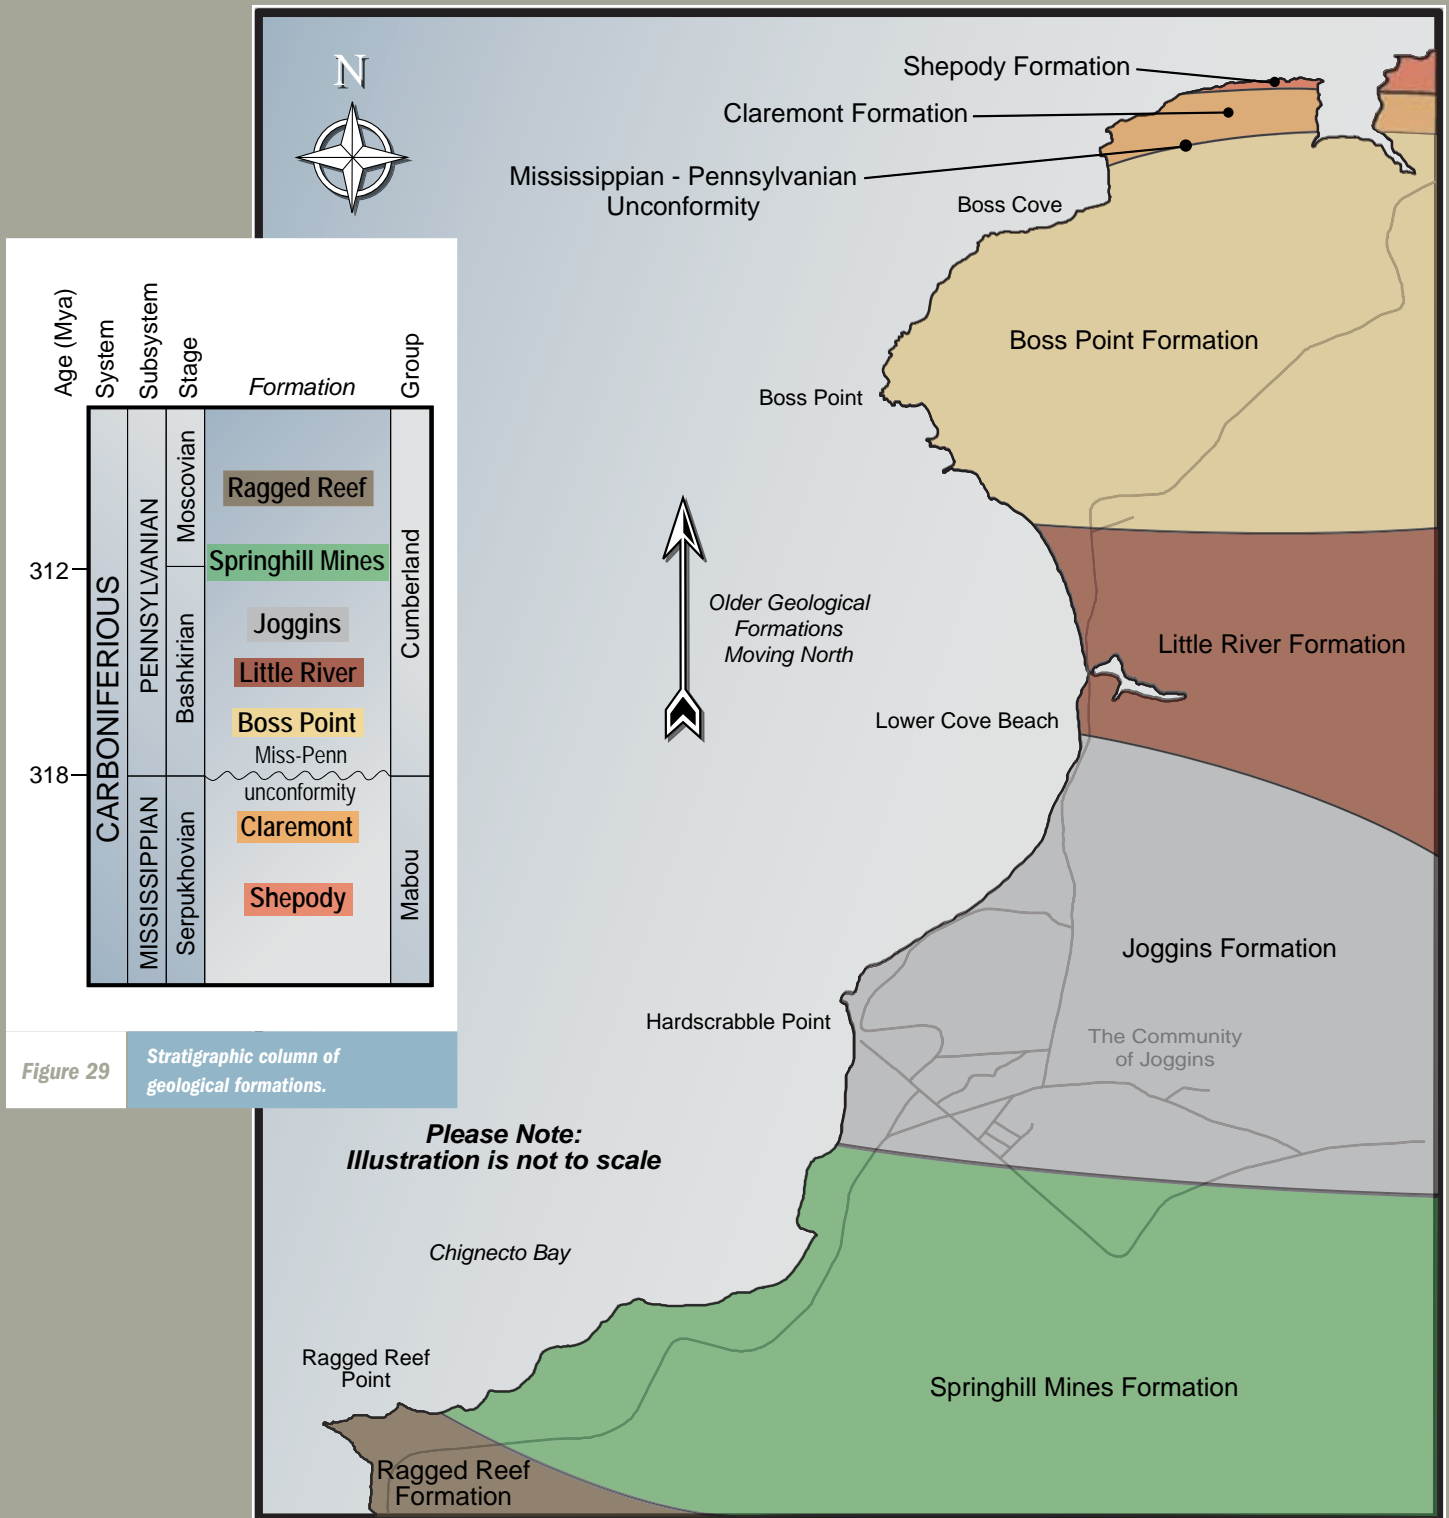 N
Shepody Formation
Claremont Formation
Mississippian - Pennsylvanian
Unconformity
Boss Cove
Boss Point Formation
Boss Point
Older Geological
Formations
Moving North
Little River Formation
Lower Cove Beach
Joggins Formation
Hardscrabble Point
The Community
of Joggins
Please Note:
Illustration is not to scale
Chignecto Bay
Ragged Reef
Point
Springhill Mines Formation
Ragged Reef
Formation
Age (Mya)
System
Subsystem
Stage
Formation
Group
312
318
CARBONIFERIOUS
PENNSYLVANIAN
MISSISSIPPIAN
Moscovian
Bashkirian
Serpukhovian
Ragged Reef
Springhill Mines
Joggins
Little River
Boss Point
Miss-Penn
unconformity
Claremont
Shepody
Cumberland
Mabou
Figure 29
Stratigraphic column of
geological formations.